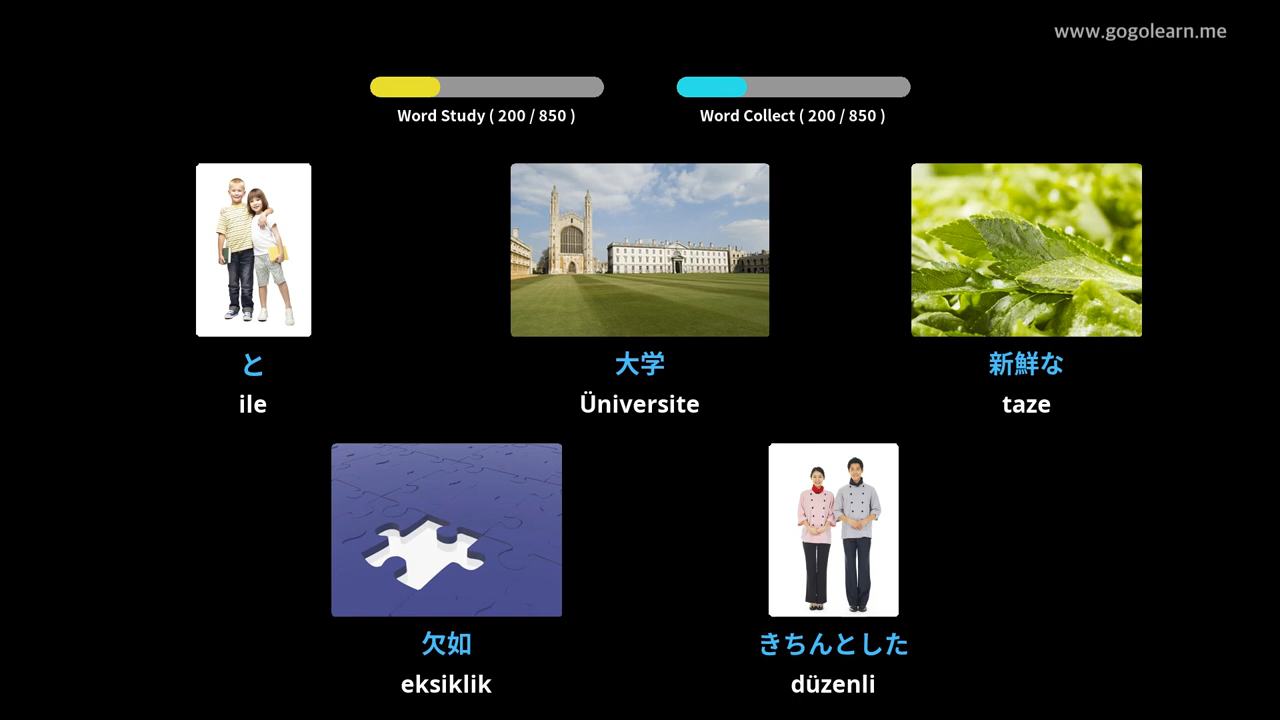 www.gogolearn.me
Word Study ( 200 / 850 )
Word Collect ( 200 / 850 )
と
ile
大学
Üniversite
新鮮な
taze
欠如
eksiklik
きちんとした
düzenli